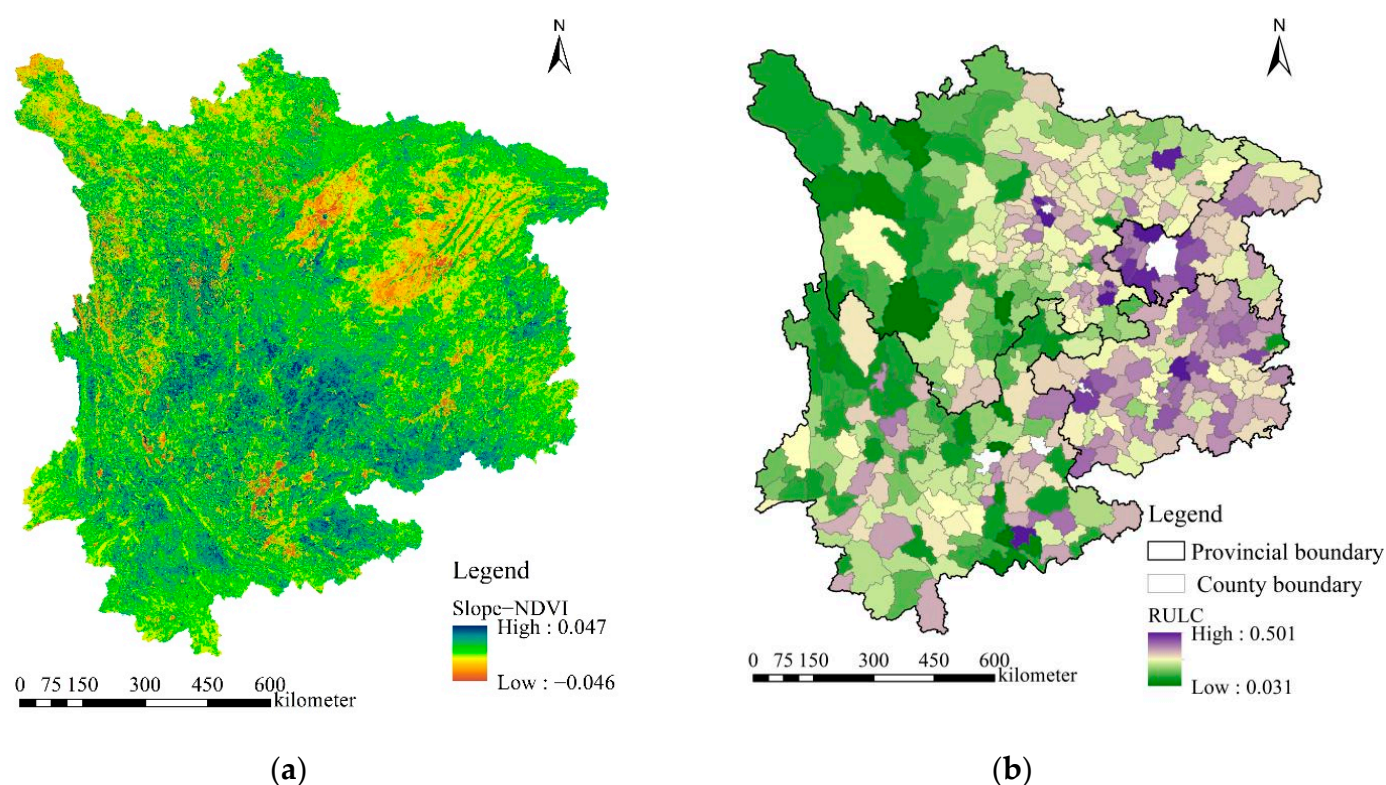 N
Legend
Slope-NDVI
High : 0.047
Low : −0.046
0 75 150 300 450 600
kilometer
(a)
N
Legend
Provincial boundary
County boundary
RULC
High : 0.501
Low : 0.031
0 75 150 300 450 600
kilometer
(b)